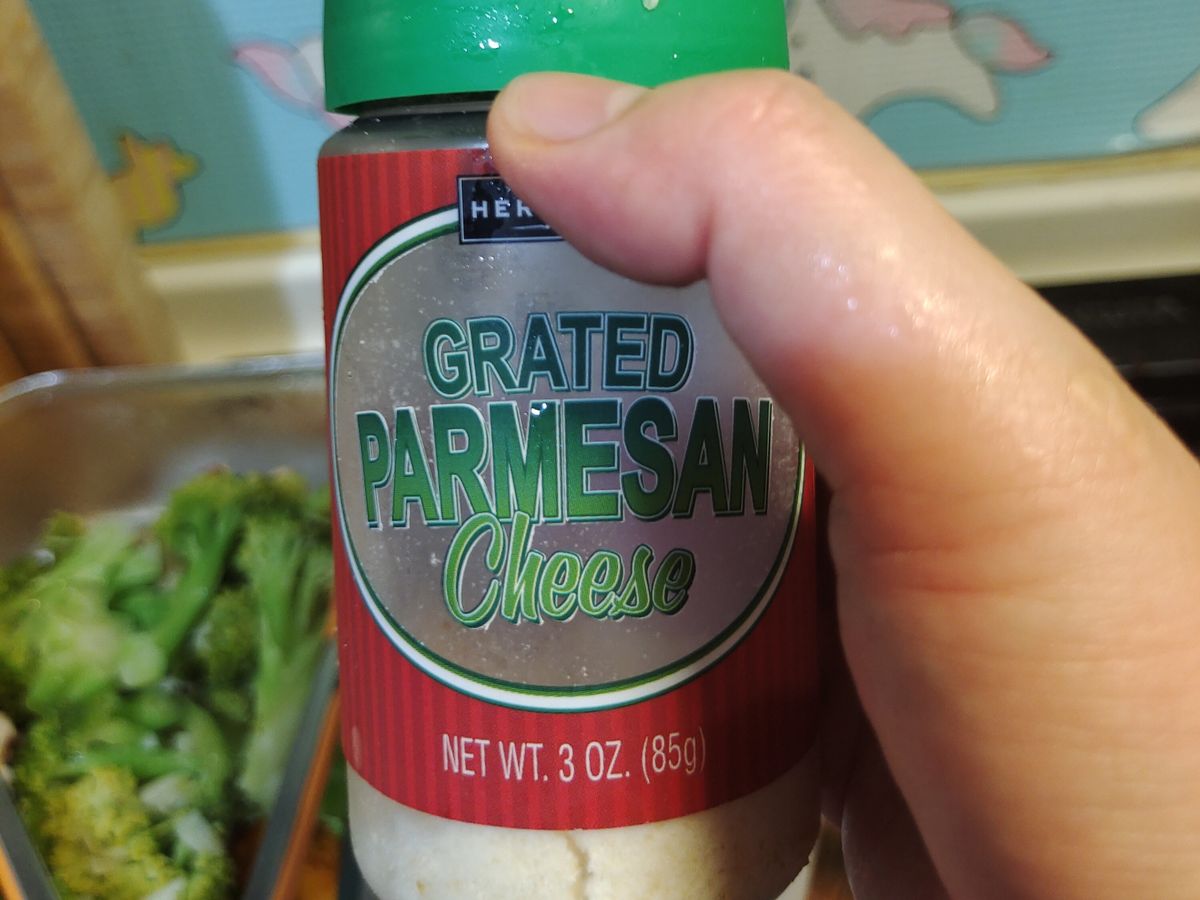 GRATED
PARMESAN
Cheese
NET WT. 3 OZ. (85g)